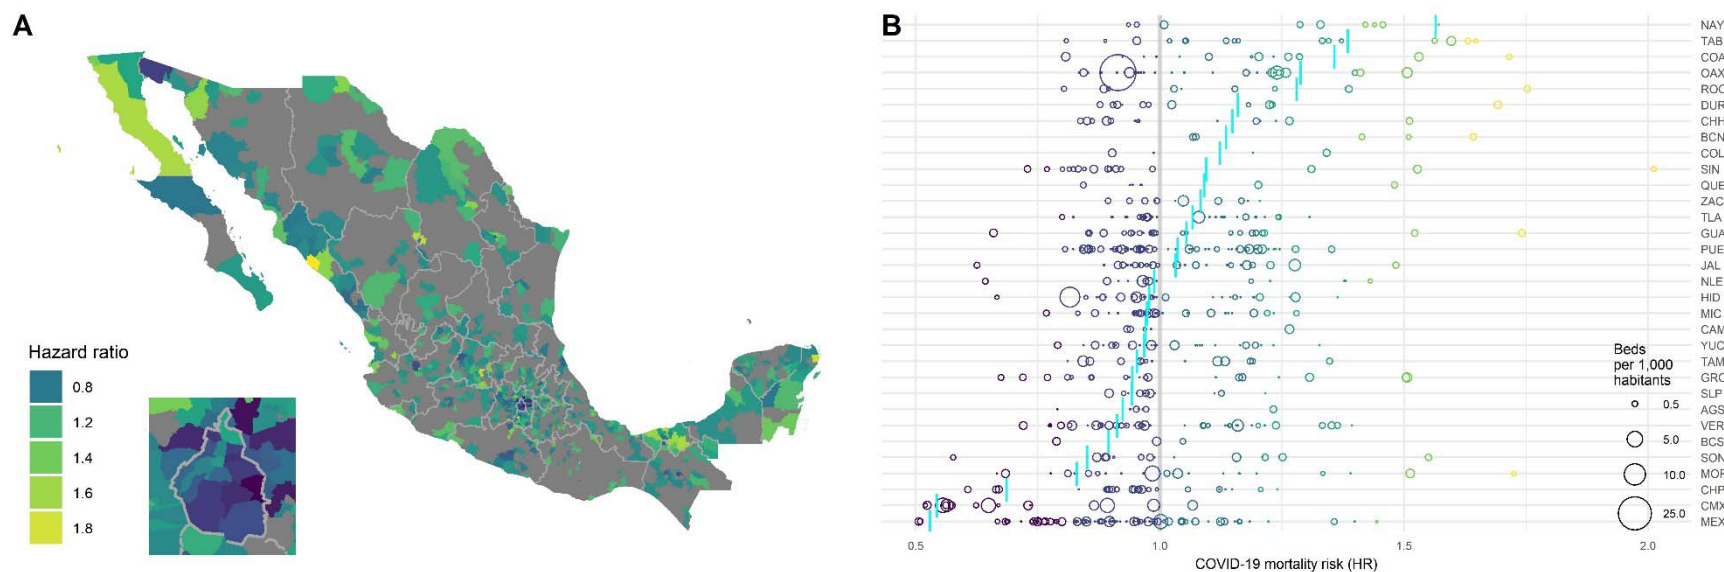 A
Hazard ratio
0.8
1.2
1.4
1.6
1.8
B
NAY
TAB
COA
OAX
ROO
DUR
CHH
BCN
COL
SIN
QUE
ZAC
TLA
GUA
PUE
JAL
NLE
HID
MIC
CAM
YUC
TAM
GRO
SLP
AGS
VER
BCS
SON
MOR
CHP
CMX
MEX
Beds
per 1,000
habitants
0.5
5.0
10.0
25.0
0.5
1.0
1.5
2.0
COVID-19 mortality risk (HR)